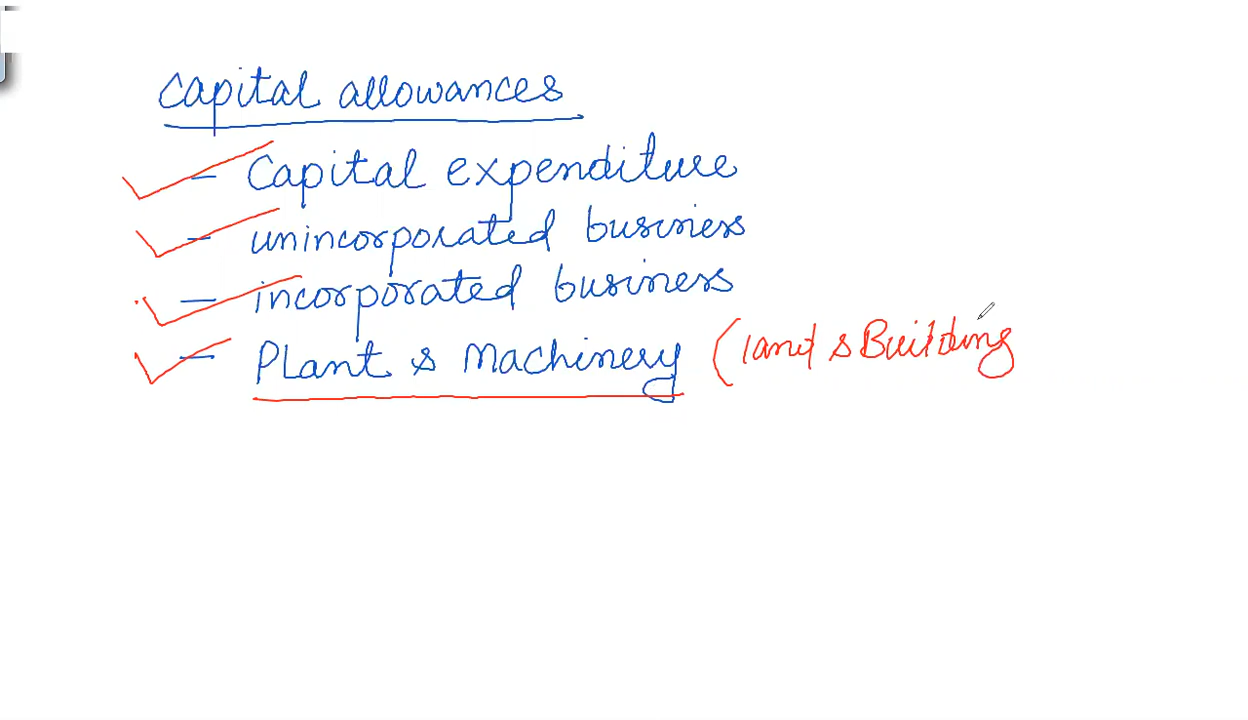 Capital allowances
- Capital expenditure
- unincorporated business
- incorporated business
- Plant & Machinery (land & Building